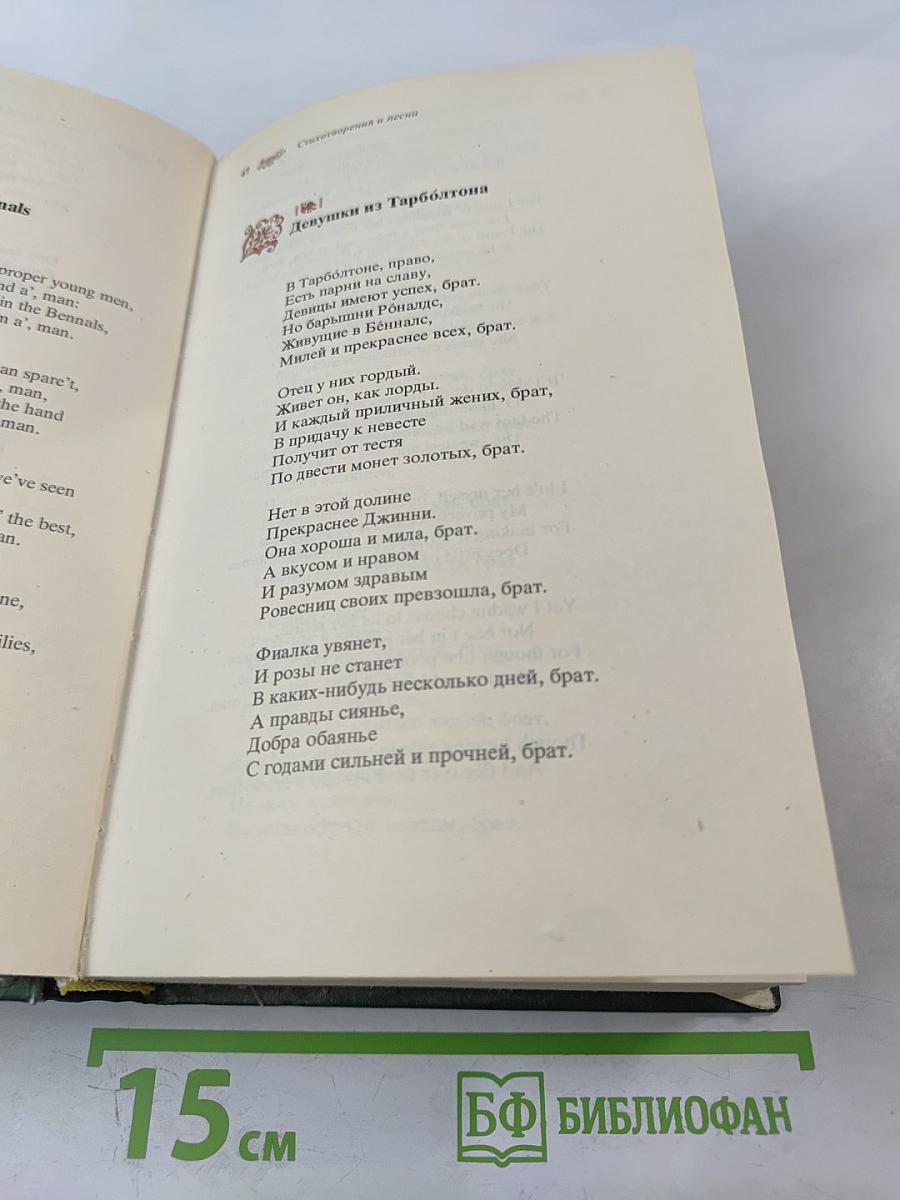 nals
proper young men,
nd a', man:
in the Bennals,
m a', man.
an spare't,
, man,
the hand
man.
ve've seen
' the best,
an.
ne,
ilies,
Стихотворения и песни
Девушки из Тарбо́лтона
В Тарбо́лтоне, право,
Есть парни на славу,
Девицы имеют успех, брат.
Но барышни Ро́налдс,
Живущие в Бе́нналс,
Милей и прекраснее всех, брат.
Отец у них гордый.
Живет он, как лорды.
И каждый приличный жених, брат,
В придачу к невесте
Получит от тестя
По двести монет золотых, брат.
Нет в этой долине
Прекраснее Джинни.
Она хороша и мила, брат.
А вкусом и нравом
И разумом здравым
Ровесниц своих превзошла, брат.
Фиалка увянет,
И розы не станет
В каких-нибудь несколько дней, брат.
А правды сиянье,
Добра обаянье
С годами сильней и прочней, брат.
15 см
БФ БИБЛИОФАН